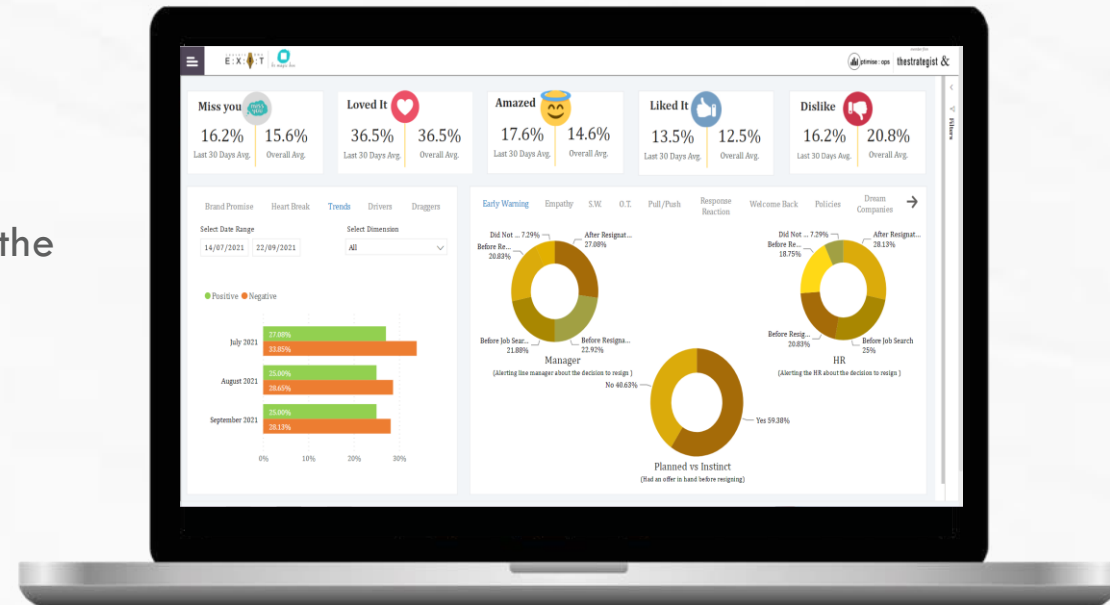 the
E:X:I:T
ptimise : ops
thestrategist &
Miss you
16.2%
15.6%
Last 30 Days Avg.
Overall Avg.
Loved It
36.5%
36.5%
Last 30 Days Avg.
Overall Avg.
Amazed
17.6%
14.6%
Last 30 Days Avg.
Overall Avg.
Liked It
13.5%
12.5%
Last 30 Days Avg.
Overall Avg.
Dislike
16.2%
20.8%
Last 30 Days Avg.
Overall Avg.
Filters
Brand Promise
Heart Break
Trends
Drivers
Draggers
Select Date Range
Select Dimension
14/07/2021
22/09/2021
All
Positive
Negative
July 2021
27.08%
33.85%
August 2021
25.00%
28.65%
September 2021
25.00%
28.13%
0%
10%
20%
30%
Early Warning
Empathy
S.W.
O.T.
Pull/Push
Response
Reaction
Welcome Back
Policies
Dream
Companies
Did Not ... 7.29%
After Resignat...
27.08%
Before Re...
20.83%
Before Job Sear...
21.88%
Before Resigna...
22.92%
Manager
(Alerting line manager about the decision to resign )
Did Not ... 7.29%
After Resignat...
28.13%
Before Re...
18.75%
Before Resig...
20.83%
Before Job Search
25%
HR
(Alerting the HR about the decision to resign )
No 40.63%
Yes 59.38%
Planned vs Instinct
(Had an offer in hand before resigning)